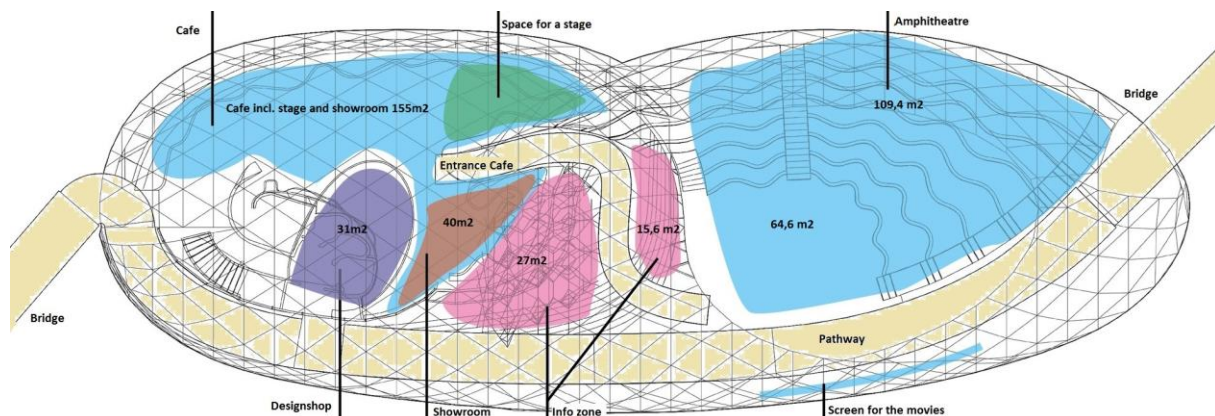 Cafe
Space for a stage
Amphitheatre
Bridge
Cafe incl. stage and showroom 155m2
109,4 m2
Entrance Cafe
31m2
40m2
27m2
15,6 m2
64,6 m2
Bridge
Pathway
Designshop
Showroom
Info zone
Screen for the movies